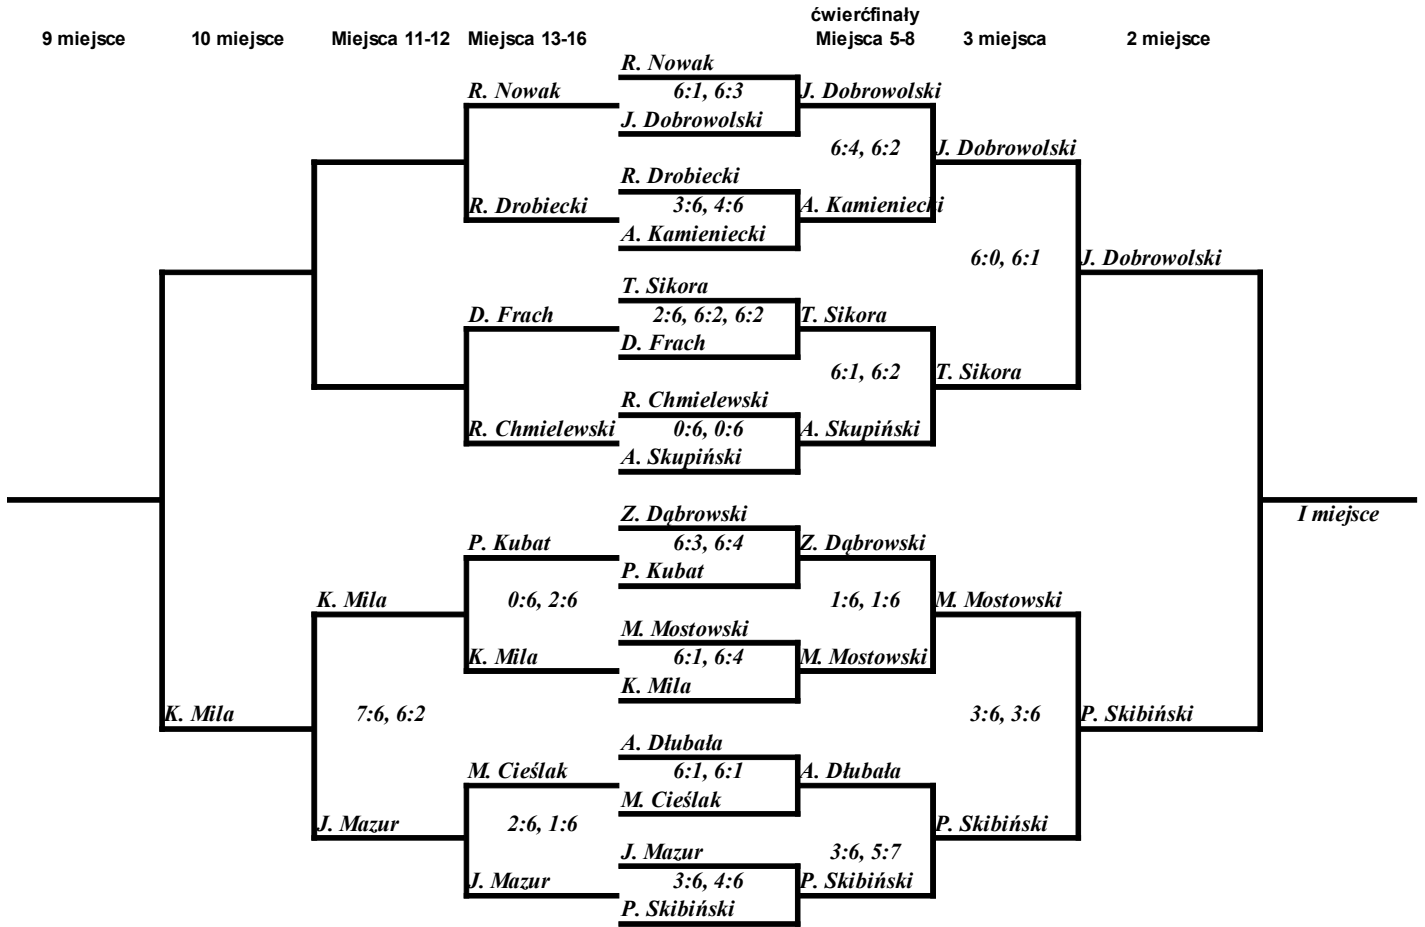 ćwierćfinały
9 miejsce 10 miejsce Miejsca 11-12 Miejsca 13-16 Miejsca 5-8 3 miejsca 2 miejsce
R. Nowak
R. Nowak 6:1, 6:3 J. Dobrowolski
J. Dobrowolski
6:4, 6:2 J. Dobrowolski
R. Drobiecki
R. Drobiecki 3:6, 4:6 A. Kamieniecki
A. Kamieniecki
6:0, 6:1 J. Dobrowolski
T. Sikora
D. Frach 2:6, 6:2, 6:2 T. Sikora
D. Frach
6:1, 6:2 T. Sikora
R. Chmielewski
R. Chmielewski 0:6, 0:6 A. Skupiński
A. Skupiński
Z. Dąbrowski I miejsce
P. Kubat 6:3, 6:4 Z. Dąbrowski
P. Kubat
K. Mila 0:6, 2:6 1:6, 1:6 M. Mostowski
M. Mostowski
K. Mila 6:1, 6:4 M. Mostowski
K. Mila
K. Mila 7:6, 6:2 3:6, 3:6 P. Skibiński
A. Dłubała
M. Cieślak 6:1, 6:1 A. Dłubała
M. Cieślak
J. Mazur 2:6, 1:6 P. Skibiński
J. Mazur 3:6, 5:7
J. Mazur 3:6, 4:6 P. Skibiński
P. Skibiński